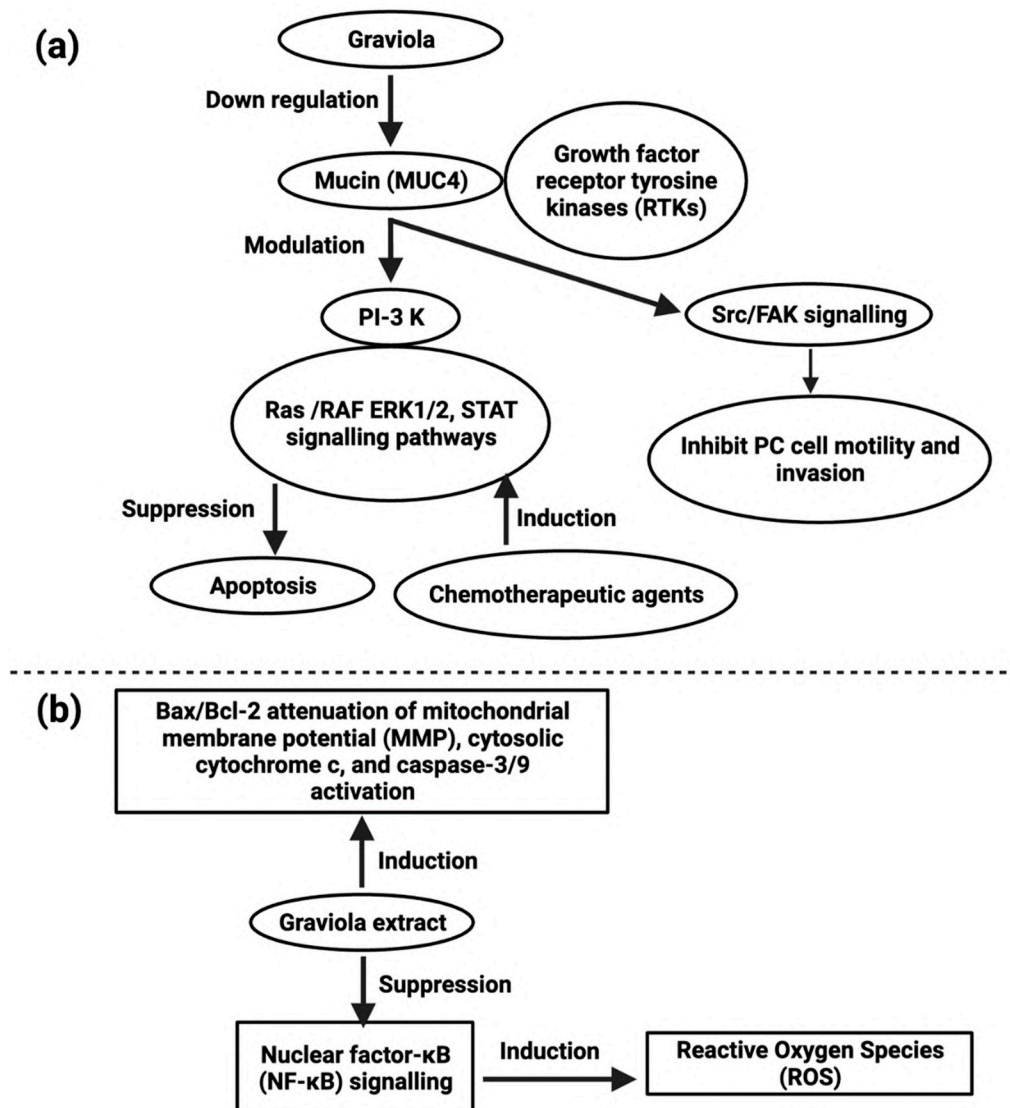 (a)
Graviola
Down regulation
Mucin (MUC4)
Growth factor
receptor tyrosine
kinases (RTKs)
Modulation
PI-3 K
Src/FAK signalling
Ras /RAF ERK1/2, STAT
signalling pathways
Inhibit PC cell motility and
invasion
Suppression
Induction
Apoptosis
Chemotherapeutic agents
(b)
Bax/Bcl-2 attenuation of mitochondrial
membrane potential (MMP), cytosolic
cytochrome c, and caspase-3/9
activation
Induction
Graviola extract
Suppression
Nuclear factor-κB
(NF-κB) signalling
Induction
Reactive Oxygen Species
(ROS)